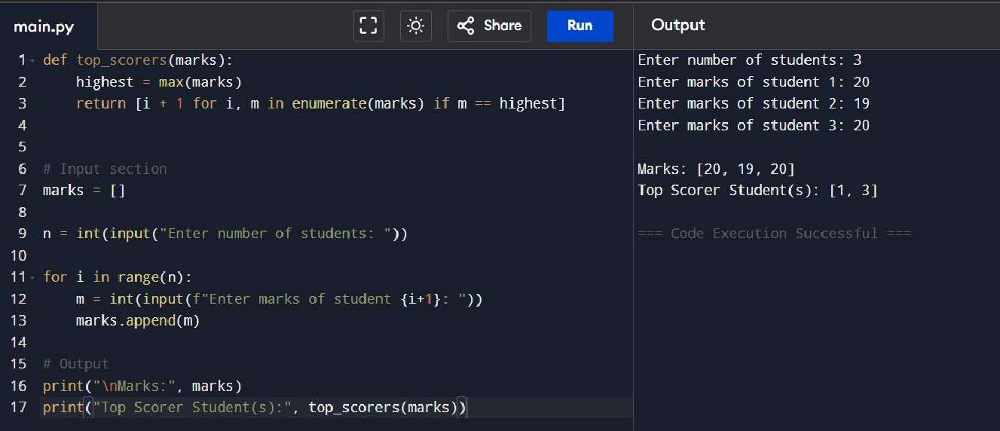 main.py
Share
Run
Output
1 def top_scorers(marks):
2     highest = max(marks)
3     return [i + 1 for i, m in enumerate(marks) if m == highest]
4
5
6 # Input section
7 marks = []
8
9 n = int(input("Enter number of students: "))
10
11 for i in range(n):
12     m = int(input(f"Enter marks of student {i+1}: "))
13     marks.append(m)
14
15 # Output
16 print("\nMarks:", marks)
17 print("Top Scorer Student(s):", top_scorers(marks))
Enter number of students: 3
Enter marks of student 1: 20
Enter marks of student 2: 19
Enter marks of student 3: 20
Marks: [20, 19, 20]
Top Scorer Student(s): [1, 3]
=== Code Execution Successful ===